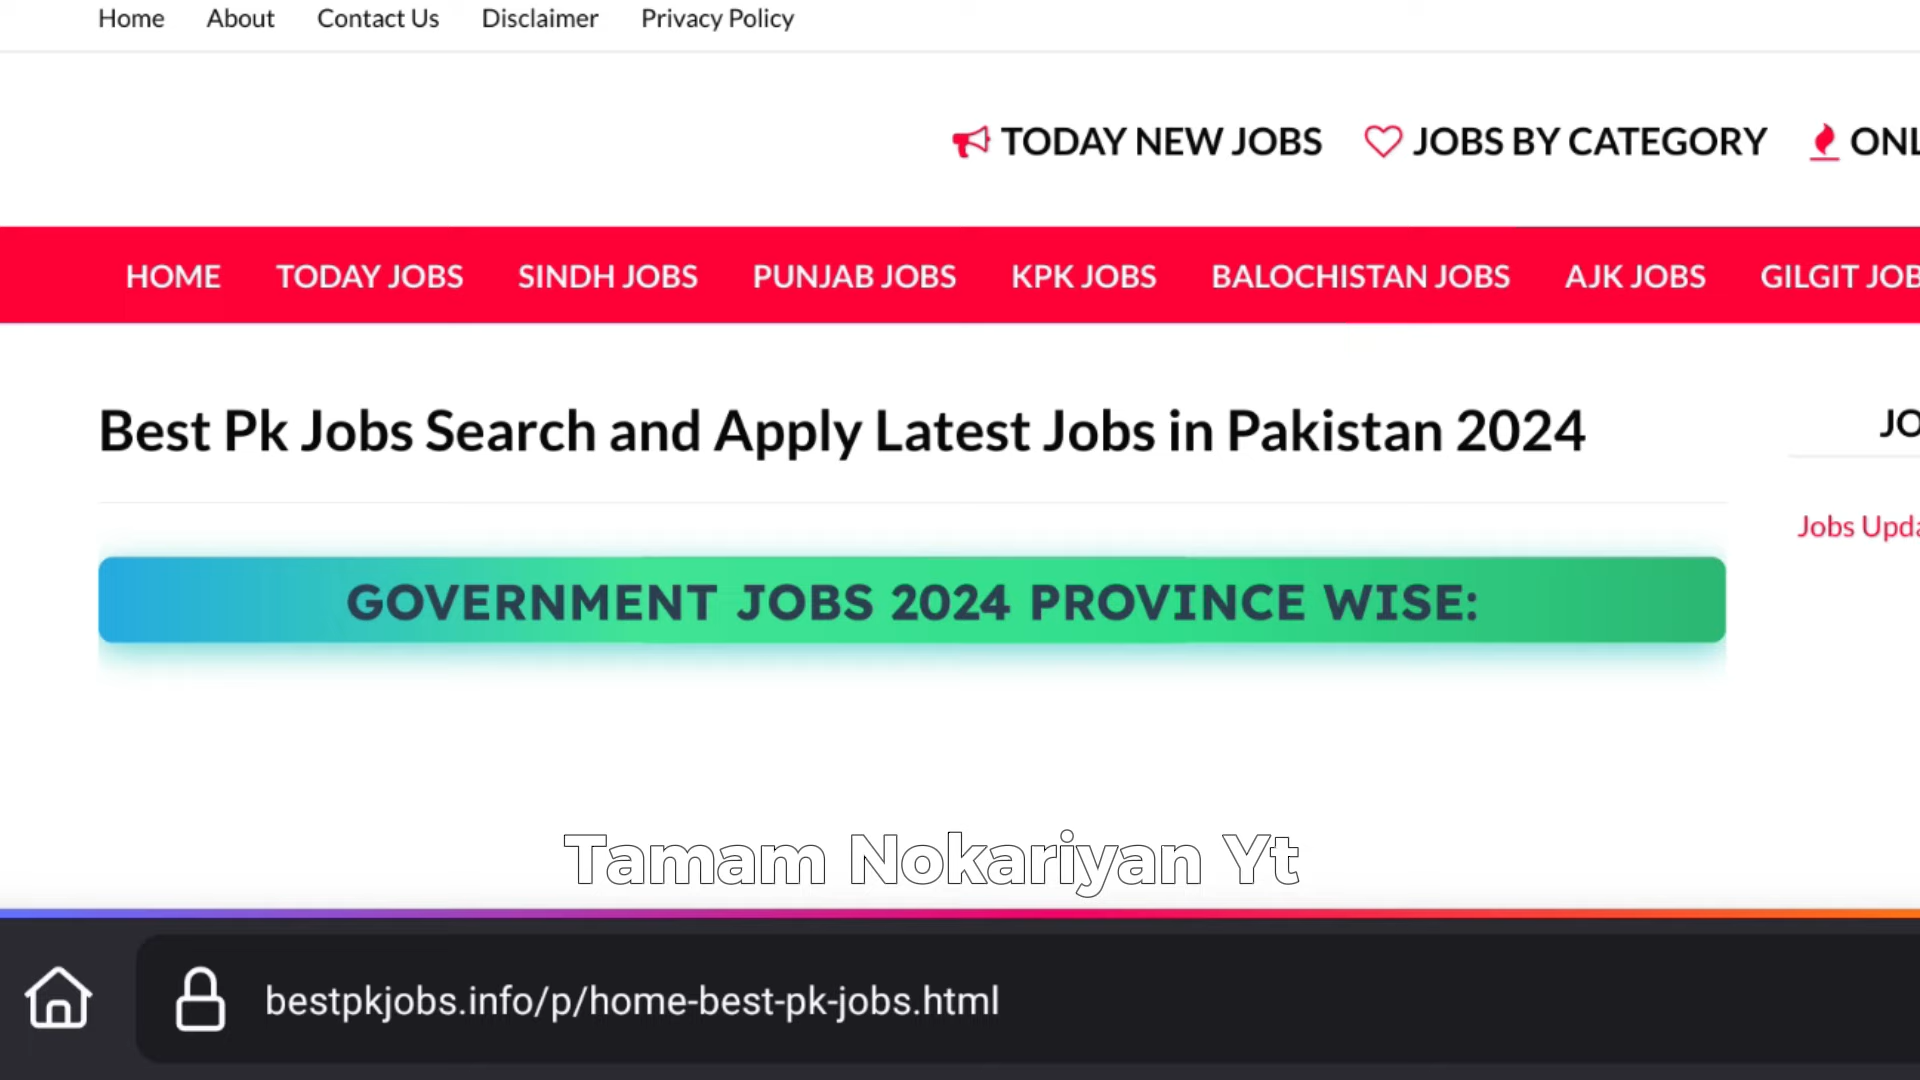 Home About Contact Us Disclaimer Privacy Policy
TODAY NEW JOBS JOBS BY CATEGORY
HOME TODAY JOBS SINDH JOBS PUNJAB JOBS KPK JOBS BALOCHISTAN JOBS AJK JOBS GILGIT
Best Pk Jobs Search and Apply Latest Jobs in Pakistan 2024
Jobs
GOVERNMENT JOBS 2024 PROVINCE WISE:
Tamam Nokariyan Yt
bestpkjobs.info/p/home-best-pk-jobs.html